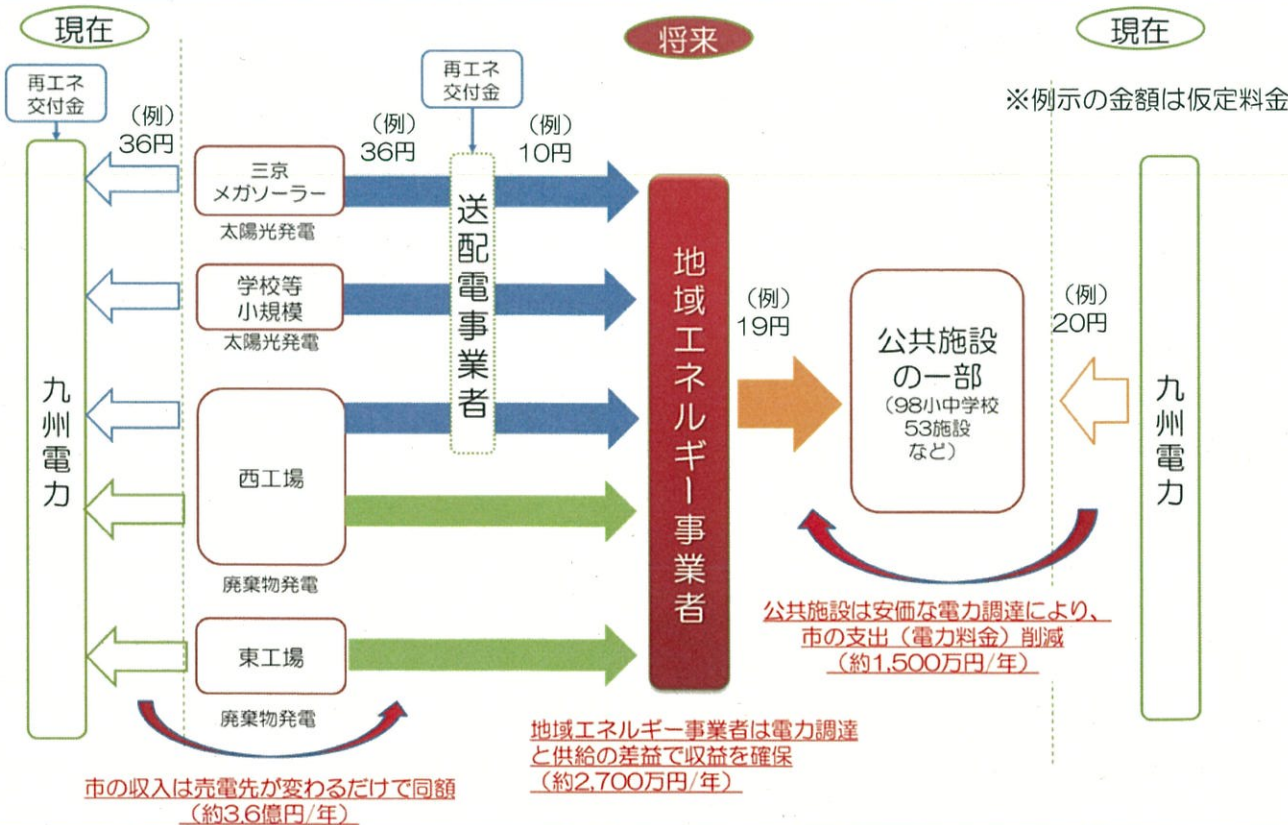 現在
将来
現在
再エネ
交付金
再エネ
交付金
※例示の金額は仮定料金
(例)
36円
(例)
36円
(例)
10円
三京
メガソーラー
太陽光発電
学校等
小規模
太陽光発電
西工場
廃棄物発電
東工場
廃棄物発電
九州電力
送配電事業者
地域エネルギー事業者
(例)
19円
公共施設
の一部
(98小中学校
53施設
など)
(例)
20円
九州電力
公共施設は安価な電力調達により、
市の支出(電力料金)削減
(約1,500万円/年)
地域エネルギー事業者は電力調達
と供給の差益で収益を確保
(約2,700万円/年)
市の収入は売電先が変わるだけで同額
(約3,6億円/年)